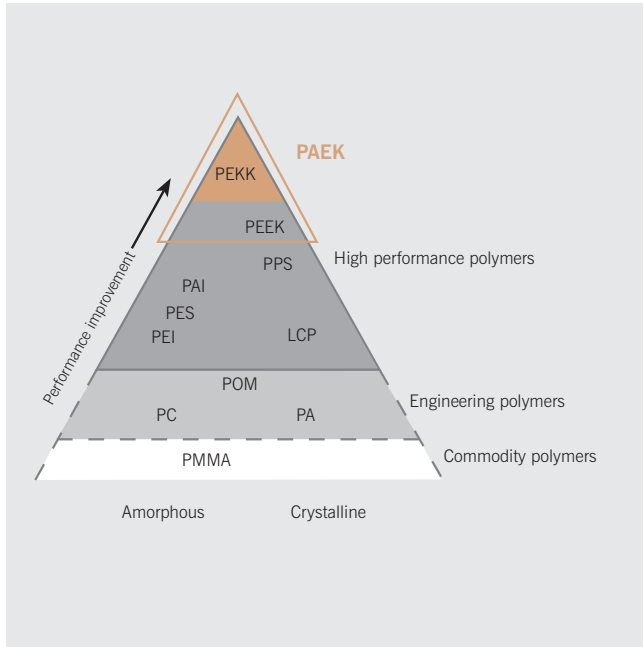 PAEK
PEKK
PEEK
High performance polymers
PPS
PAI
PES
PEI
LCP
Performance improvement
POM
Engineering polymers
PC
PA
Commodity polymers
PMMA
Amorphous
Crystalline